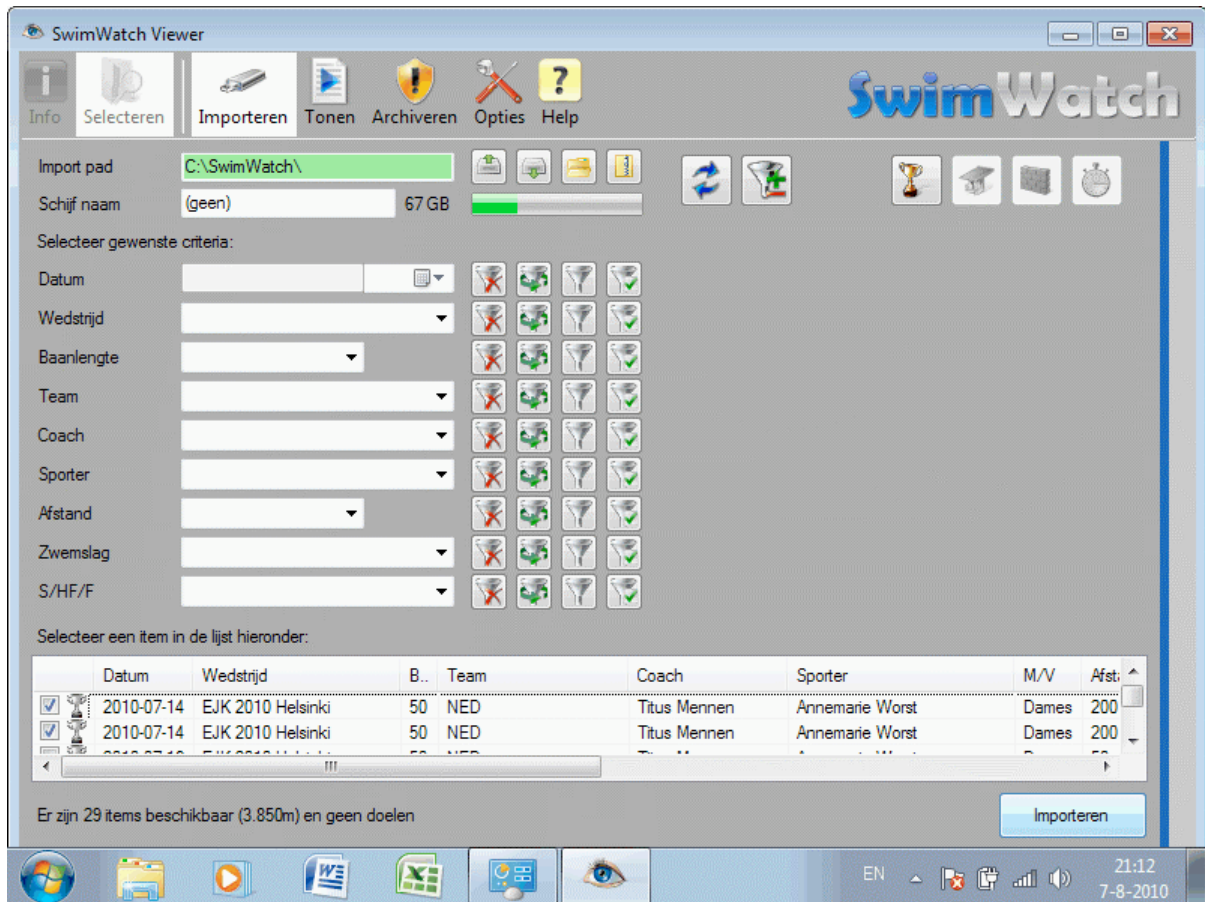 SwimWatch Viewer
Info Selecteren Importeren Tonen Archiveren Opties Help
SwimWatch
Import pad C:\SwimWatch\
Schijf naam (geen) 67 GB
Selecteer gewenste criteria:
Datum
Wedstrijd
Baanlengte
Team
Coach
Sporter
Afstand
Zwemslag
S/HF/F
Selecteer een item in de lijst hieronder:
Datum Wedstrijd B.. Team Coach Sporter M/V Afst
2010-07-14 EJK 2010 Helsinki 50 NED Titus Mennen Annemarie Worst Dames 200
2010-07-14 EJK 2010 Helsinki 50 NED Titus Mennen Annemarie Worst Dames 200
Er zijn 29 items beschikbaar (3.850m) en geen doelen
Importeren
EN 21:12
7-8-2010